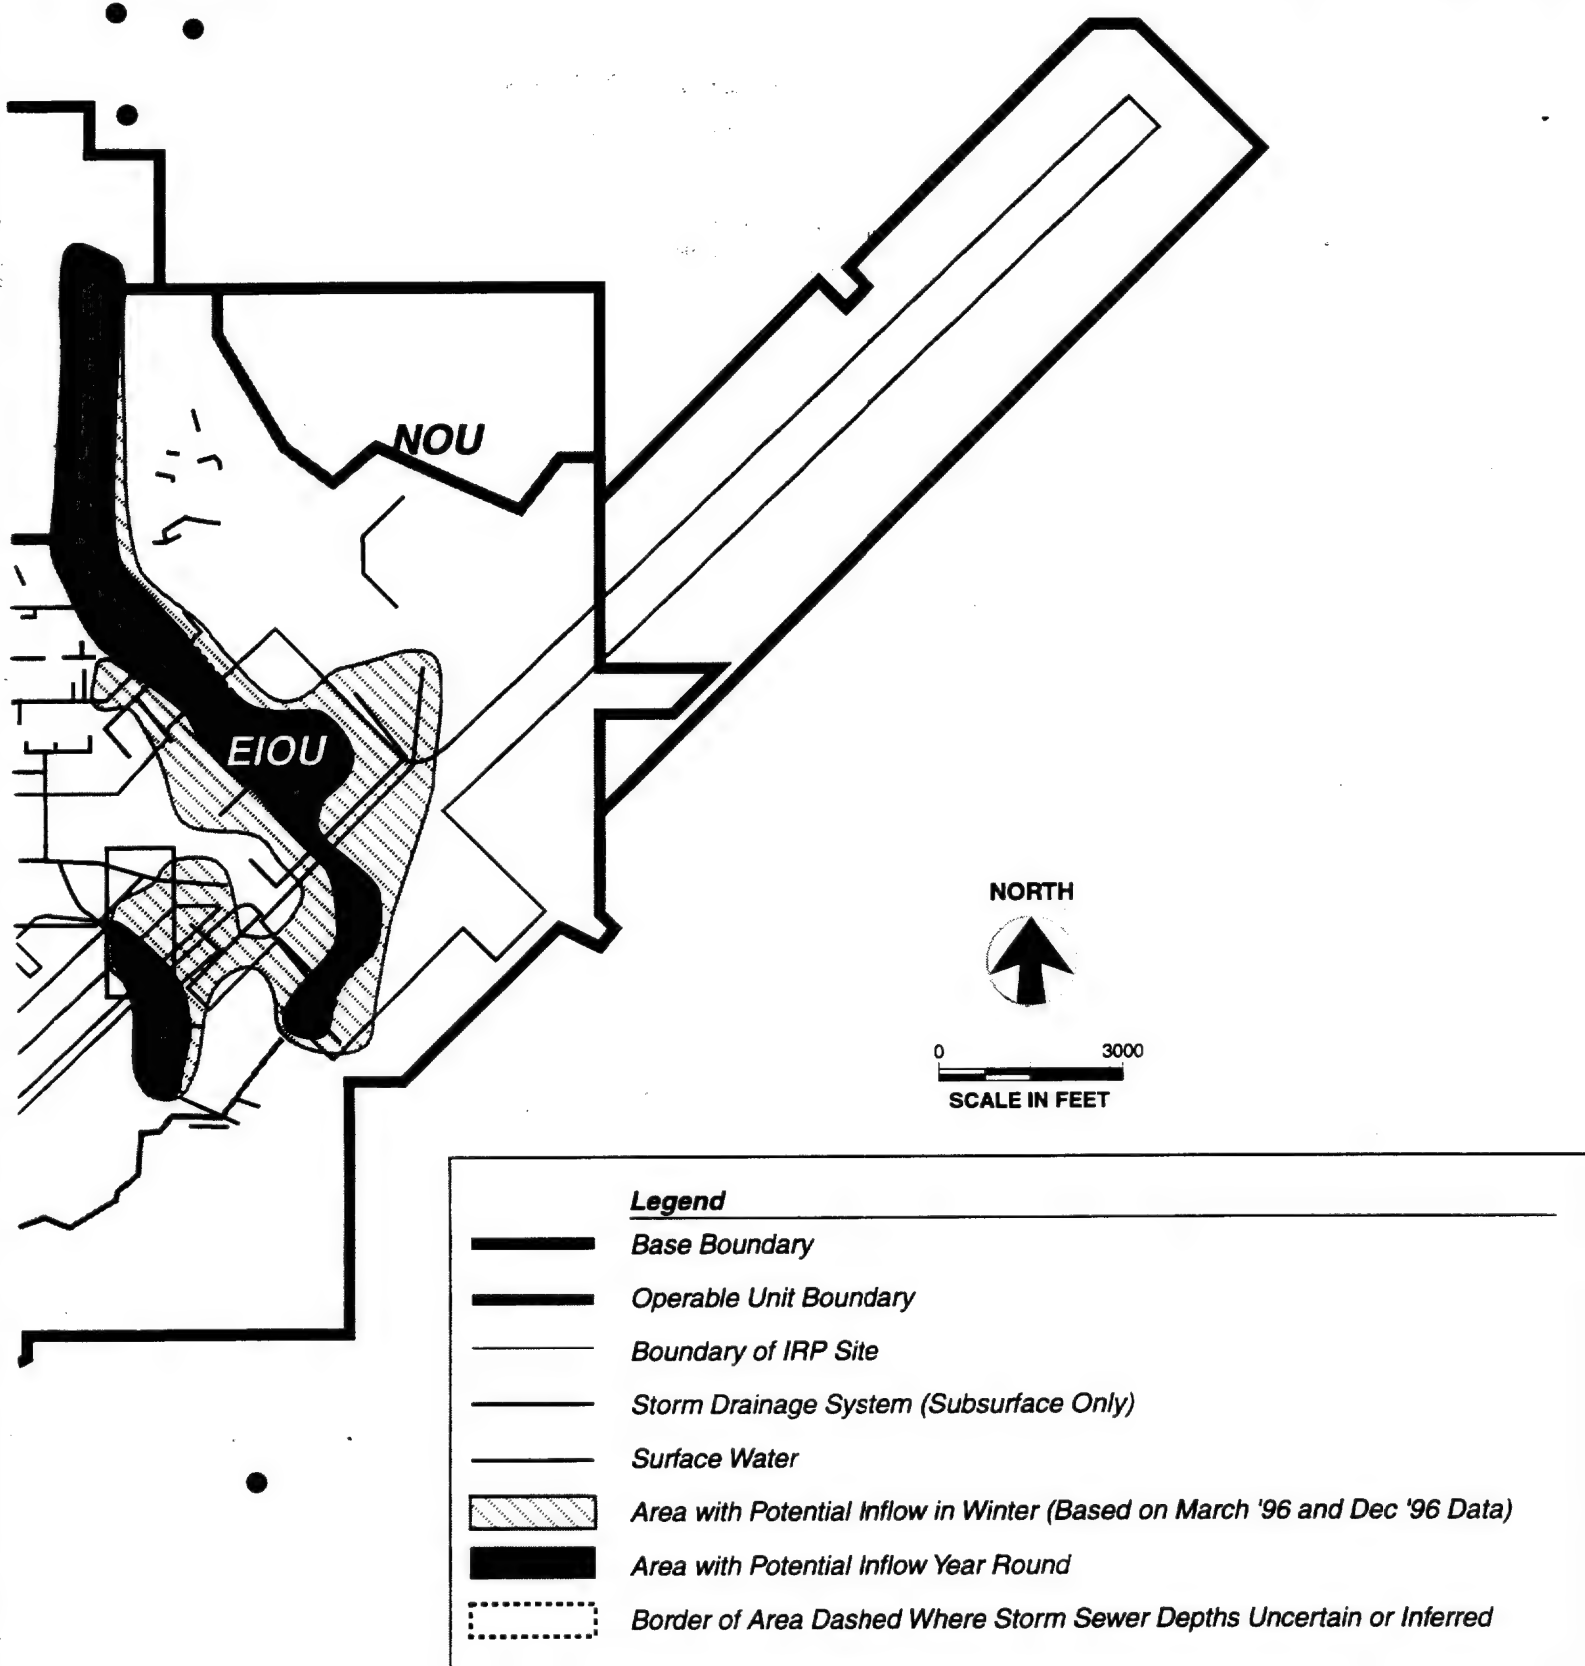 NOU
EIOU
NORTH
0 3000
SCALE IN FEET
Legend
Base Boundary
Operable Unit Boundary
Boundary of IRP Site
Storm Drainage System (Subsurface Only)
Surface Water
Area with Potential Inflow in Winter (Based on March '96 and Dec '96 Data)
Area with Potential Inflow Year Round
Border of Area Dashed Where Storm Sewer Depths Uncertain or Inferred